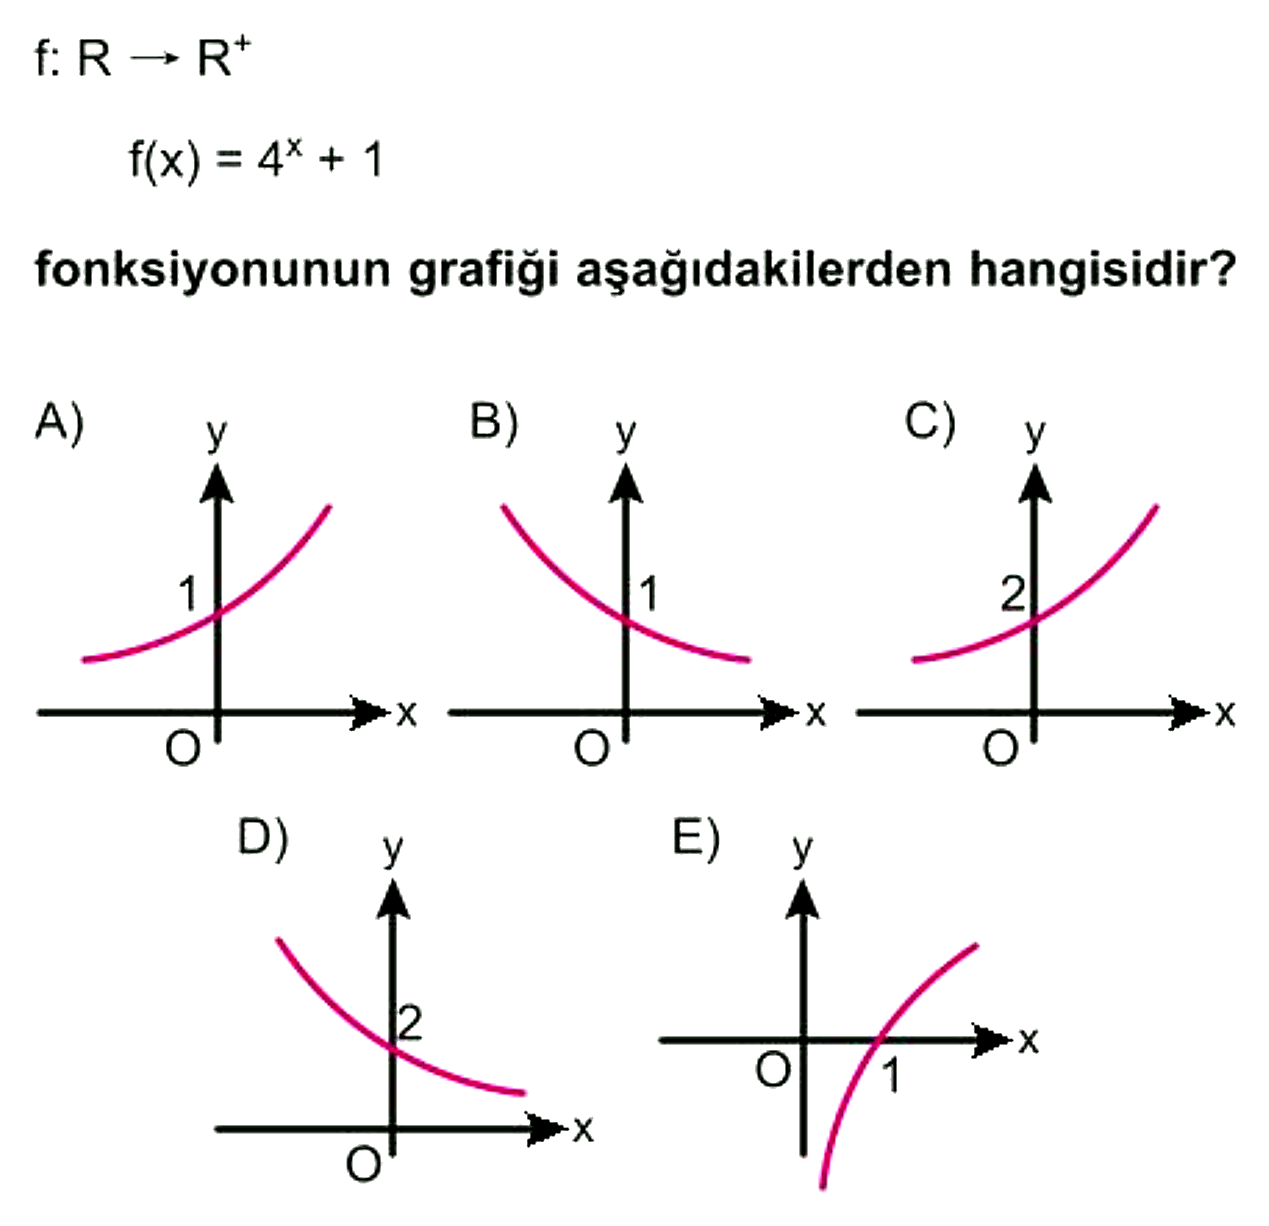 f: R → R⁺
f(x) = 4ˣ + 1
fonksiyonunun grafiği aşağıdakilerden hangisidir?
A) B) C)
y y y
1 1 2
x x x
O O O
D) E)
y y
2
x
O 1
x
O